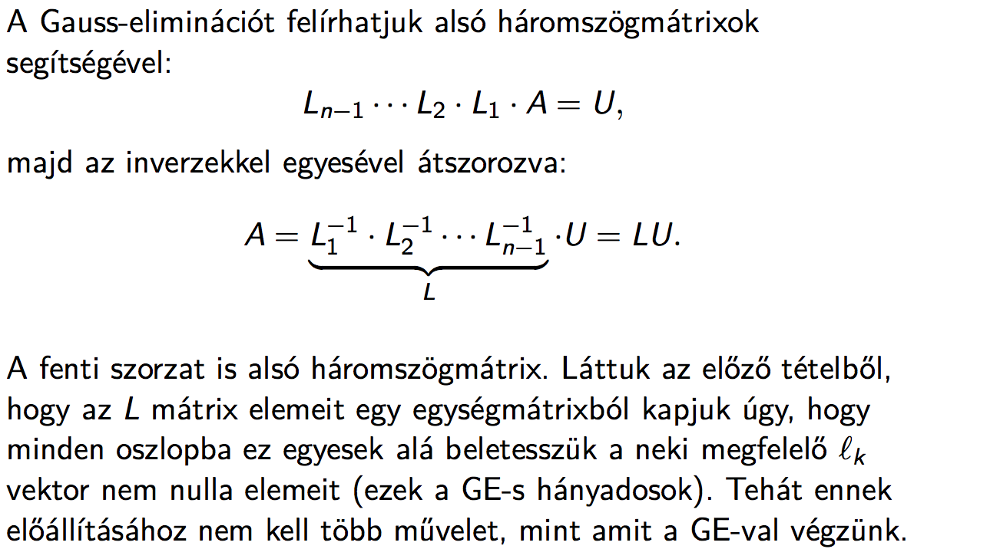 A Gauss-eliminációt felírhatjuk alsó háromszögmátrixok
segítségével:
$L_{n-1} \cdots L_2 \cdot L_1 \cdot A = U,$
majd az inverzekkel egyesével átszorozva:
$A = \underbrace{L_1^{-1} \cdot L_2^{-1} \cdots L_{n-1}^{-1}}_{L} \cdot U = LU.$
A fenti szorzat is alsó háromszögmátrix. Láttuk az előző tételből,
hogy az $L$ mátrix elemeit egy egységmátrixból kapjuk úgy, hogy
minden oszlopba ez egyesek alá beletesszük a neki megfelelő $\ell_k$
vektor nem nulla elemeit (ezek a GE-s hányadosok). Tehát ennek
előállításához nem kell több művelet, mint amit a GE-val végzünk.